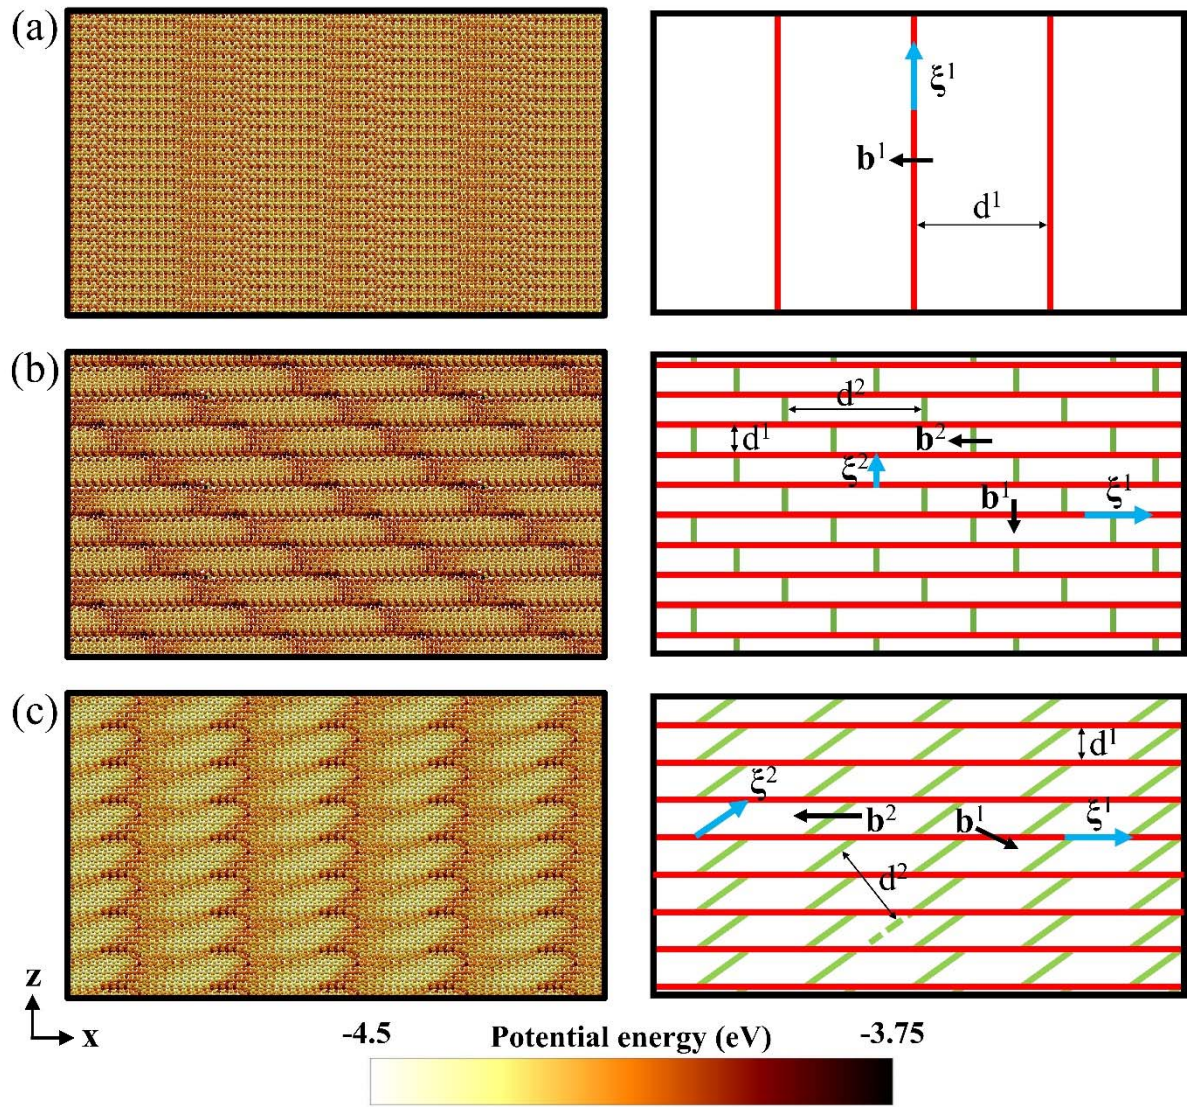 (a)
ξ¹
b¹
d¹
(b)
d²
d¹
b²
ξ²
b¹
ξ¹
(c)
d¹
ξ²
b²
b¹
ξ¹
d²
z
x
-4.5 Potential energy (eV) -3.75